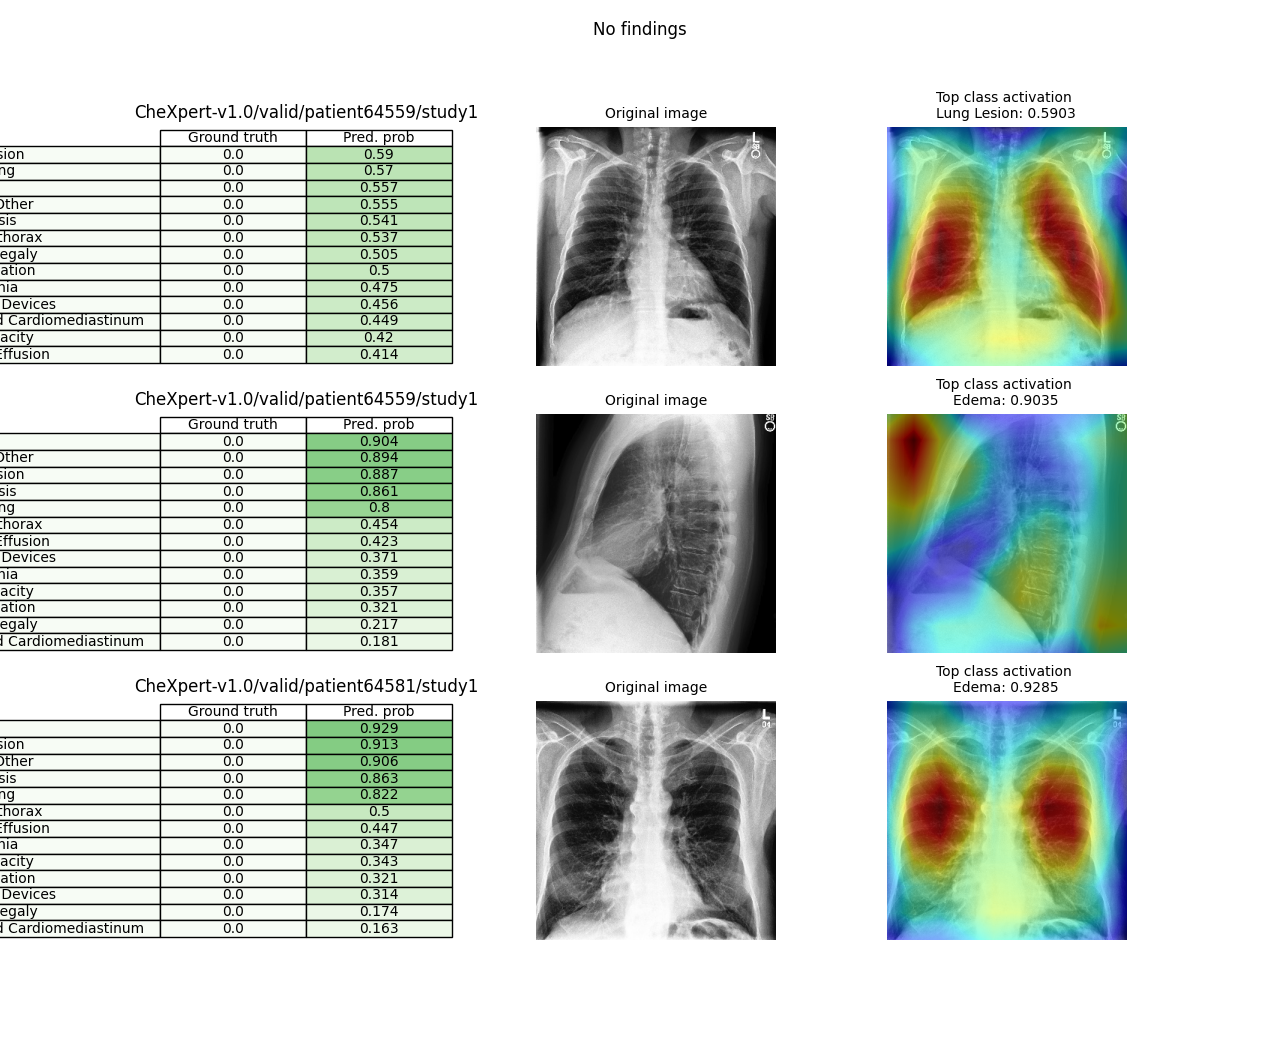 No findings
CheXpert-v1.0/valid/patient64559/study1
Original image
Top class activation
Lung Lesion: 0.5903
Ground truth Pred. prob
sion 0.0 0.59
ng 0.0 0.57
0.0 0.557
Other 0.0 0.555
sis 0.0 0.541
thorax 0.0 0.537
egaly 0.0 0.505
ation 0.0 0.5
nia 0.0 0.475
Devices 0.0 0.456
d Cardiomediastinum 0.0 0.449
acity 0.0 0.42
Effusion 0.0 0.414
L
L
CheXpert-v1.0/valid/patient64559/study1
Original image
Top class activation
Edema: 0.9035
Ground truth Pred. prob
0.0 0.904
Other 0.0 0.894
sion 0.0 0.887
sis 0.0 0.861
ng 0.0 0.8
thorax 0.0 0.454
Effusion 0.0 0.423
Devices 0.0 0.371
nia 0.0 0.359
acity 0.0 0.357
ation 0.0 0.321
egaly 0.0 0.217
d Cardiomediastinum 0.0 0.181
CheXpert-v1.0/valid/patient64581/study1
Original image
Top class activation
Edema: 0.9285
Ground truth Pred. prob
0.0 0.929
sion 0.0 0.913
Other 0.0 0.906
sis 0.0 0.863
ng 0.0 0.822
thorax 0.0 0.5
Effusion 0.0 0.447
nia 0.0 0.347
acity 0.0 0.343
ation 0.0 0.321
Devices 0.0 0.314
egaly 0.0 0.174
d Cardiomediastinum 0.0 0.163
L
L